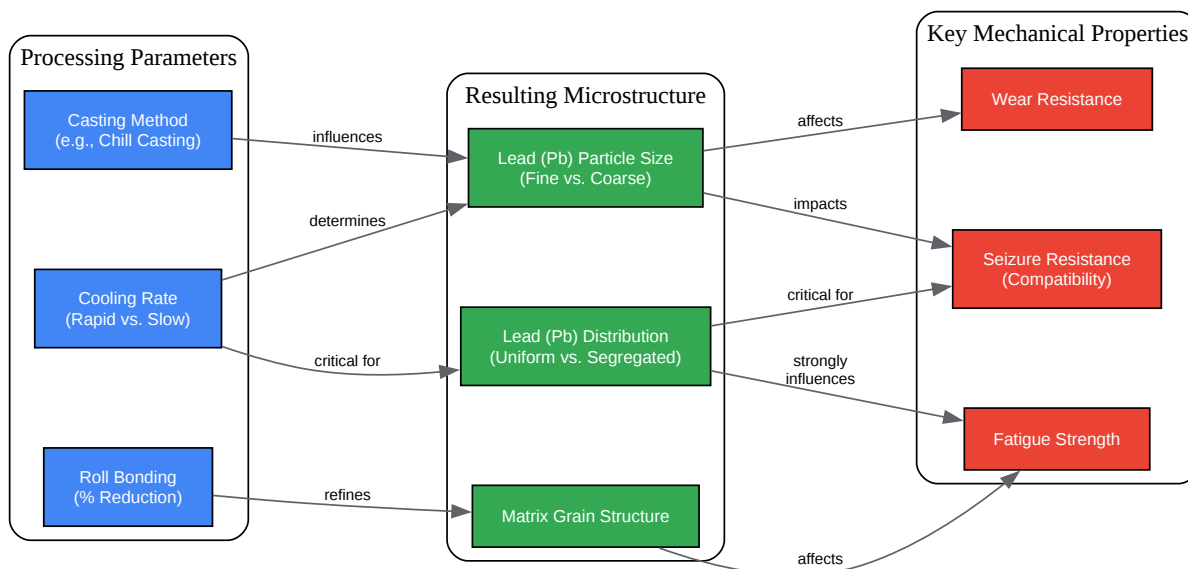 Processing Parameters
Casting Method
(e.g., Chill Casting)
Cooling Rate
(Rapid vs. Slow)
Roll Bonding
(% Reduction)
influences
determines
critical for
refines
Resulting Microstructure
Lead (Pb) Particle Size
(Fine vs. Coarse)
Lead (Pb) Distribution
(Uniform vs. Segregated)
Matrix Grain Structure
affects
impacts
critical for
strongly
influences
affects
Key Mechanical Properties
Wear Resistance
Seizure Resistance
(Compatibility)
Fatigue Strength